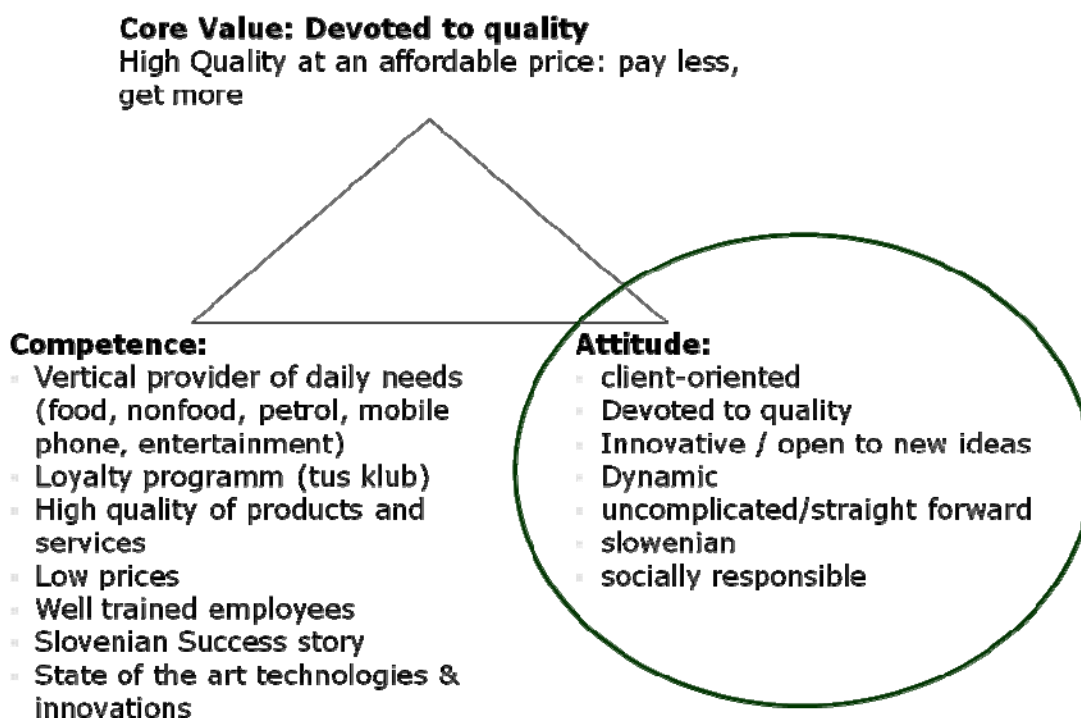 Core Value: Devoted to quality
High Quality at an affordable price: pay less,
get more
Competence:
Vertical provider of daily needs
(food, nonfood, petrol, mobile
phone, entertainment)
Loyalty programm (tus klub)
High quality of products and
services
Low prices
Well trained employees
Slovenian Success story
State of the art technologies &
innovations
Attitude:
client-oriented
Devoted to quality
Innovative / open to new ideas
Dynamic
uncomplicated/straight forward
slowenian
socially responsible